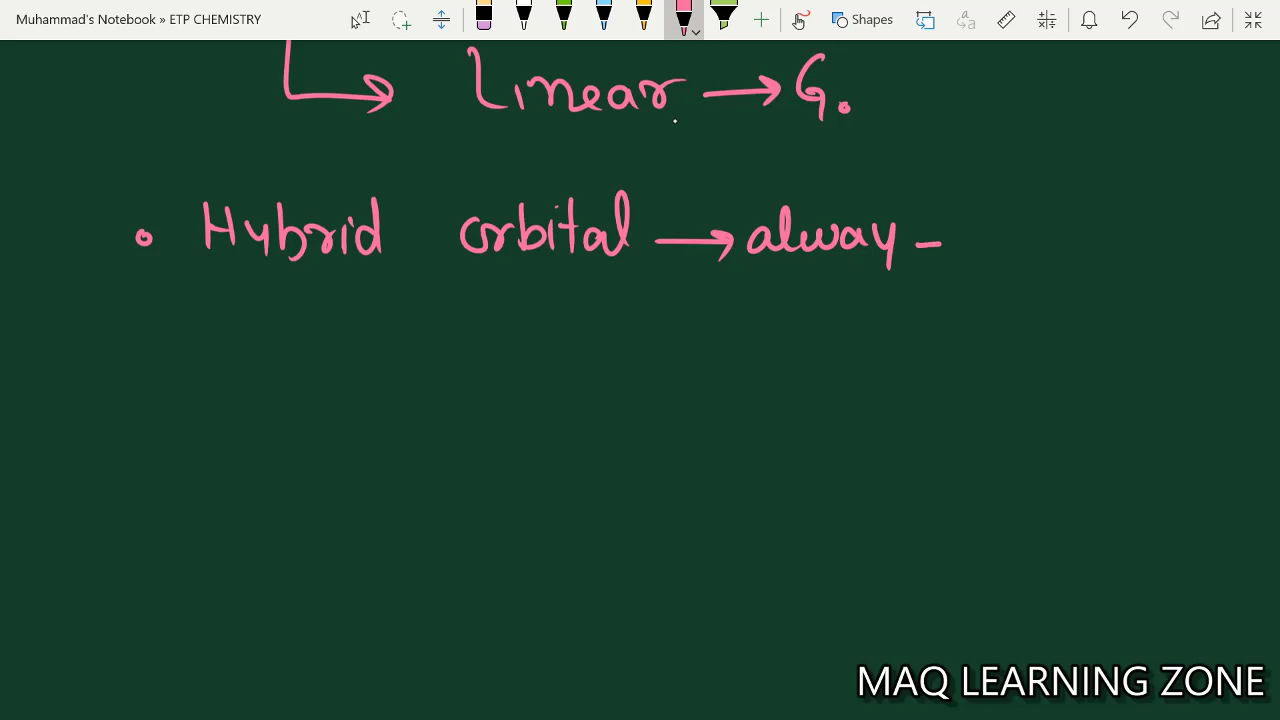 Muhammad's Notebook » ETP CHEMISTRY
Shapes
Linear → G.
• Hybrid orbital → alway -
MAQ LEARNING ZONE